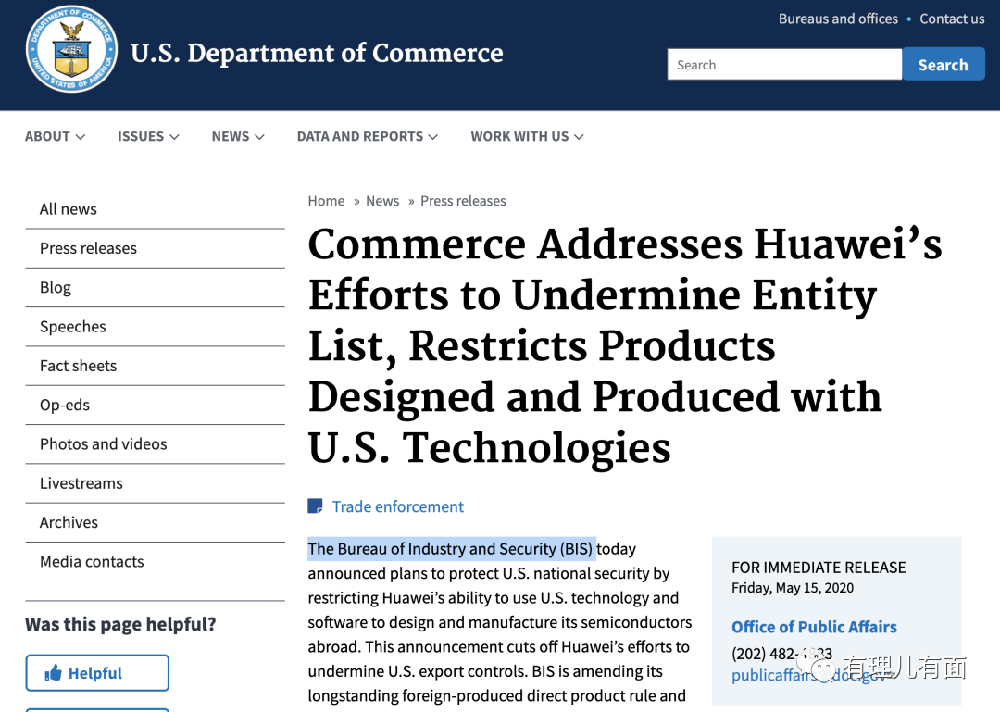 Bureaus and offices • Contact us
DEPARTMENT OF COMMERCE
UNITED STATES OF AMERICA
U.S. Department of Commerce
Search
Search
ABOUT
ISSUES
NEWS
DATA AND REPORTS
WORK WITH US
All news
Press releases
Blog
Speeches
Fact sheets
Op-eds
Photos and videos
Livestreams
Archives
Media contacts
Was this page helpful?
Helpful
Home » News » Press releases
Commerce Addresses Huawei’s
Efforts to Undermine Entity
List, Restricts Products
Designed and Produced with
U.S. Technologies
Trade enforcement
The Bureau of Industry and Security (BIS) today
announced plans to protect U.S. national security by
restricting Huawei’s ability to use U.S. technology and
software to design and manufacture its semiconductors
abroad. This announcement cuts off Huawei’s efforts to
undermine U.S. export controls. BIS is amending its
longstanding foreign-produced direct product rule and
FOR IMMEDIATE RELEASE
Friday, May 15, 2020
Office of Public Affairs
(202)
publicaffairs@doc.gov
有理儿有面